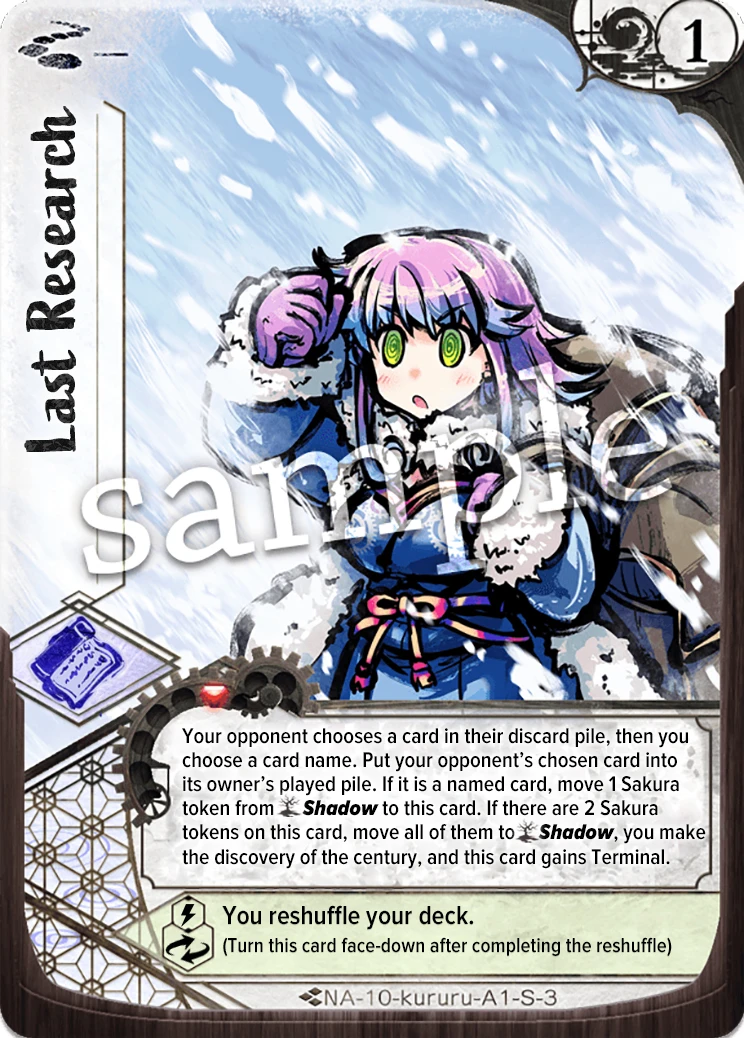 1
Last Research
sample
Your opponent chooses a card in their discard pile, then you
choose a card name. Put your opponent's chosen card into
its owner's played pile. If it is a named card, move 1 Sakura
token from Shadow to this card. If there are 2 Sakura
tokens on this card, move all of them to Shadow, you make
the discovery of the century, and this card gains Terminal.
You reshuffle your deck.
(Turn this card face-down after completing the reshuffle)
NA-10-kururu-A1-S-3